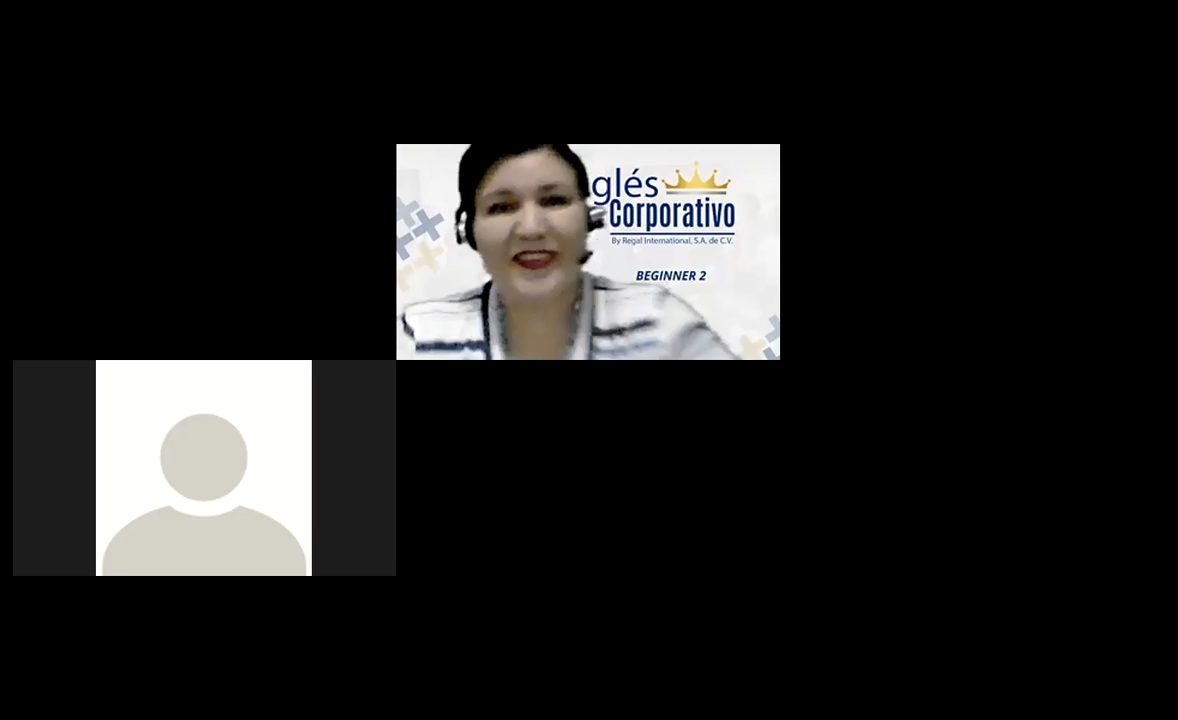 glés
Corporativo
By Regal International, S.A. de C.V.
BEGINNER 2